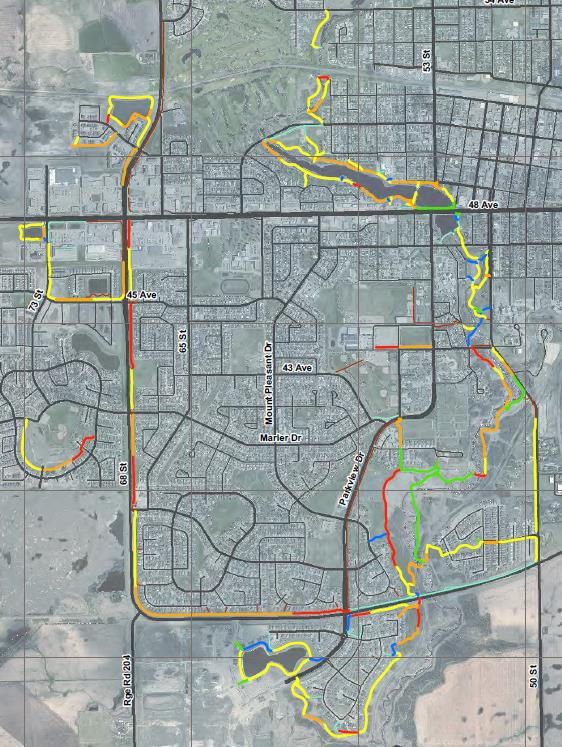 54 Ave
53 St
48 Ave
73 St
45 Ave
65 St
Mount Pleasant Dr
43 Ave
Marler Dr
68 St
Parkview Dr
Rge Rd 204
50 St